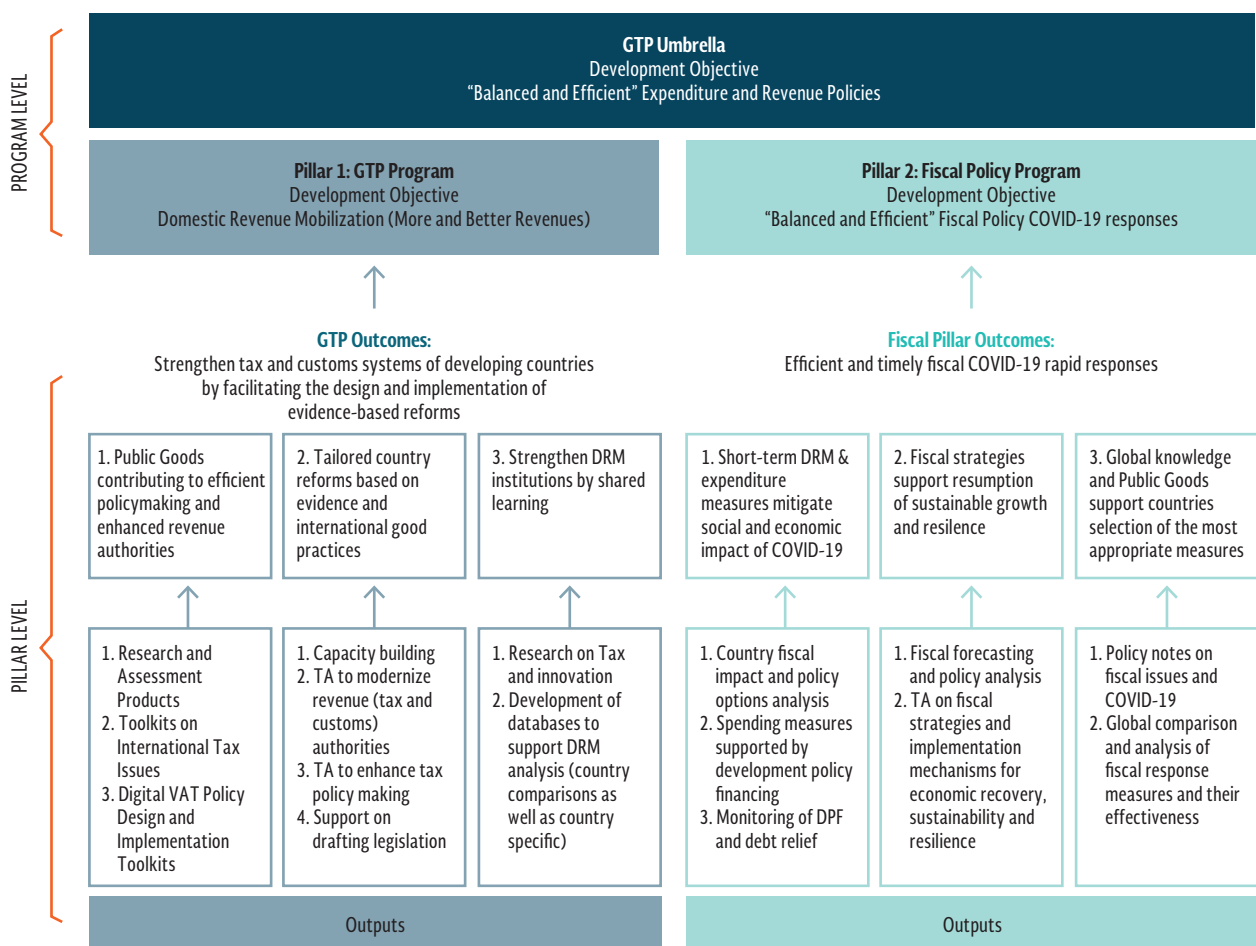 PROGRAM LEVEL
GTP Umbrella
Development Objective
“Balanced and Efficient” Expenditure and Revenue Policies
Pillar 1: GTP Program
Development Objective
Domestic Revenue Mobilization (More and Better Revenues)
Pillar 2: Fiscal Policy Program
Development Objective
“Balanced and Efficient” Fiscal Policy COVID-19 responses
PILLAR LEVEL
GTP Outcomes:
Strengthen tax and customs systems of developing countries
by facilitating the design and implementation of
evidence-based reforms
Fiscal Pillar Outcomes:
Efficient and timely fiscal COVID-19 rapid responses
1. Public Goods
contributing to efficient
policymaking and
enhanced revenue
authorities
2. Tailored country
reforms based on
evidence and
international good
practices
3. Strengthen DRM
institutions by shared
learning
1. Short-term DRM &
expenditure
measures mitigate
social and economic
impact of COVID-19
2. Fiscal strategies
support resumption
of sustainable growth
and resilence
3. Global knowledge
and Public Goods
support countries
selection of the most
appropriate measures
1. Research and
Assessment
Products
2. Toolkits on
International Tax
Issues
3. Digital VAT Policy
Design and
Implementation
Toolkits
1. Capacity building
2. TA to modernize
revenue (tax and
customs)
authorities
3. TA to enhance tax
policy making
4. Support on
drafting legislation
1. Research on Tax
and innovation
2. Development of
databases to
support DRM
analysis (country
comparisons as
well as country
specific)
1. Country fiscal
impact and policy
options analysis
2. Spending measures
supported by
development policy
financing
3. Monitoring of DPF
and debt relief
1. Fiscal forecasting
and policy analysis
2. TA on fiscal
strategies and
implementation
mechanisms for
economic recovery,
sustainability and
resilience
1. Policy notes on
fiscal issues and
COVID-19
2. Global comparison
and analysis of
fiscal response
measures and their
effectiveness
Outputs
Outputs